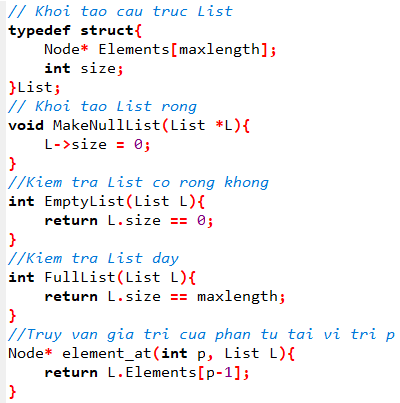 // Khoi tao cau truc List
typedef struct{
    Node* Elements[maxlength];
    int size;
}List;
// Khoi tao List rong
void MakeNullList(List *L){
    L->size = 0;
}
//Kiem tra List co rong khong
int EmptyList(List L){
    return L.size == 0;
}
//Kiem tra List day
int FullList(List L){
    return L.size == maxlength;
}
//Truy van gia tri cua phan tu tai vi tri p
Node* element_at(int p, List L){
    return L.Elements[p-1];
}